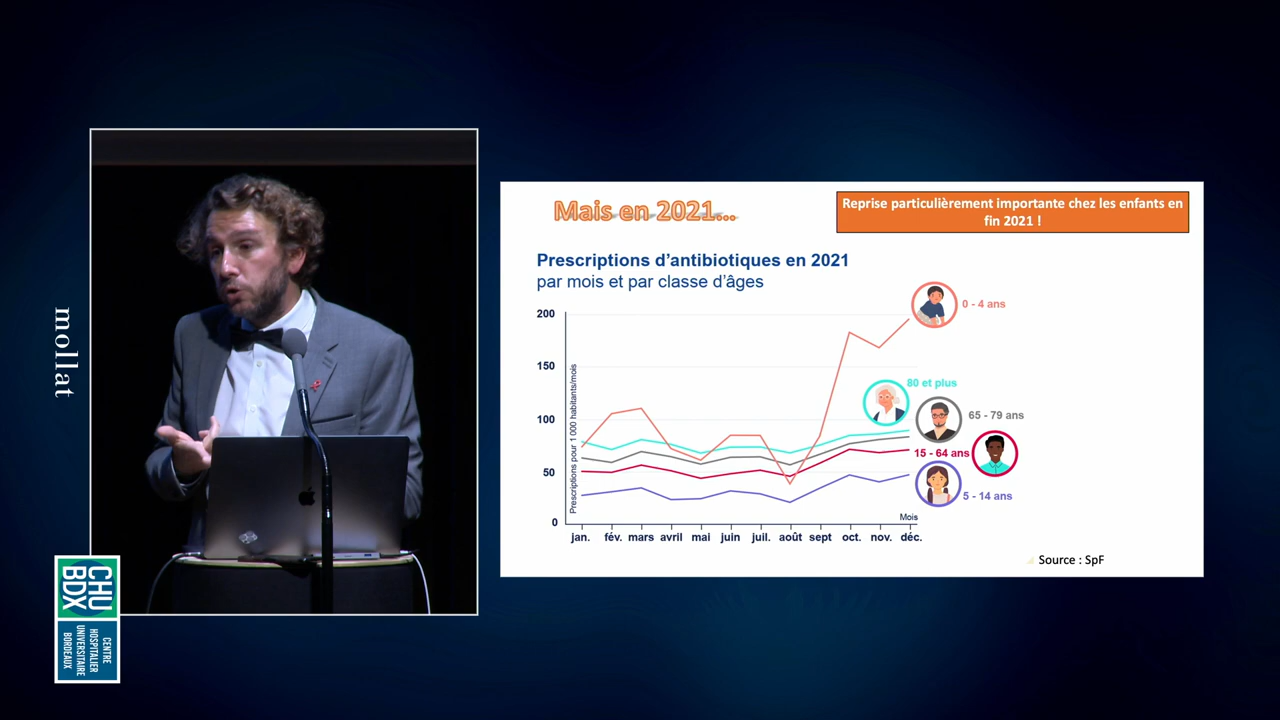 mollat
CHU
BDX
CENTRE
HOSPITALIER
UNIVERSITAIRE
BORDEAUX
Mais en 2021...
Reprise particulièrement importante chez les enfants en
fin 2021 !
Prescriptions d'antibiotiques en 2021
par mois et par classe d'âges
Prescriptions pour 1 000 habitants/mois
200
150
100
50
0
0 - 4 ans
80 et plus
65 - 79 ans
15 - 64 ans
5 - 14 ans
Mois
jan. fév. mars avril mai juin juil. août sept oct. nov. déc.
Source : SpF